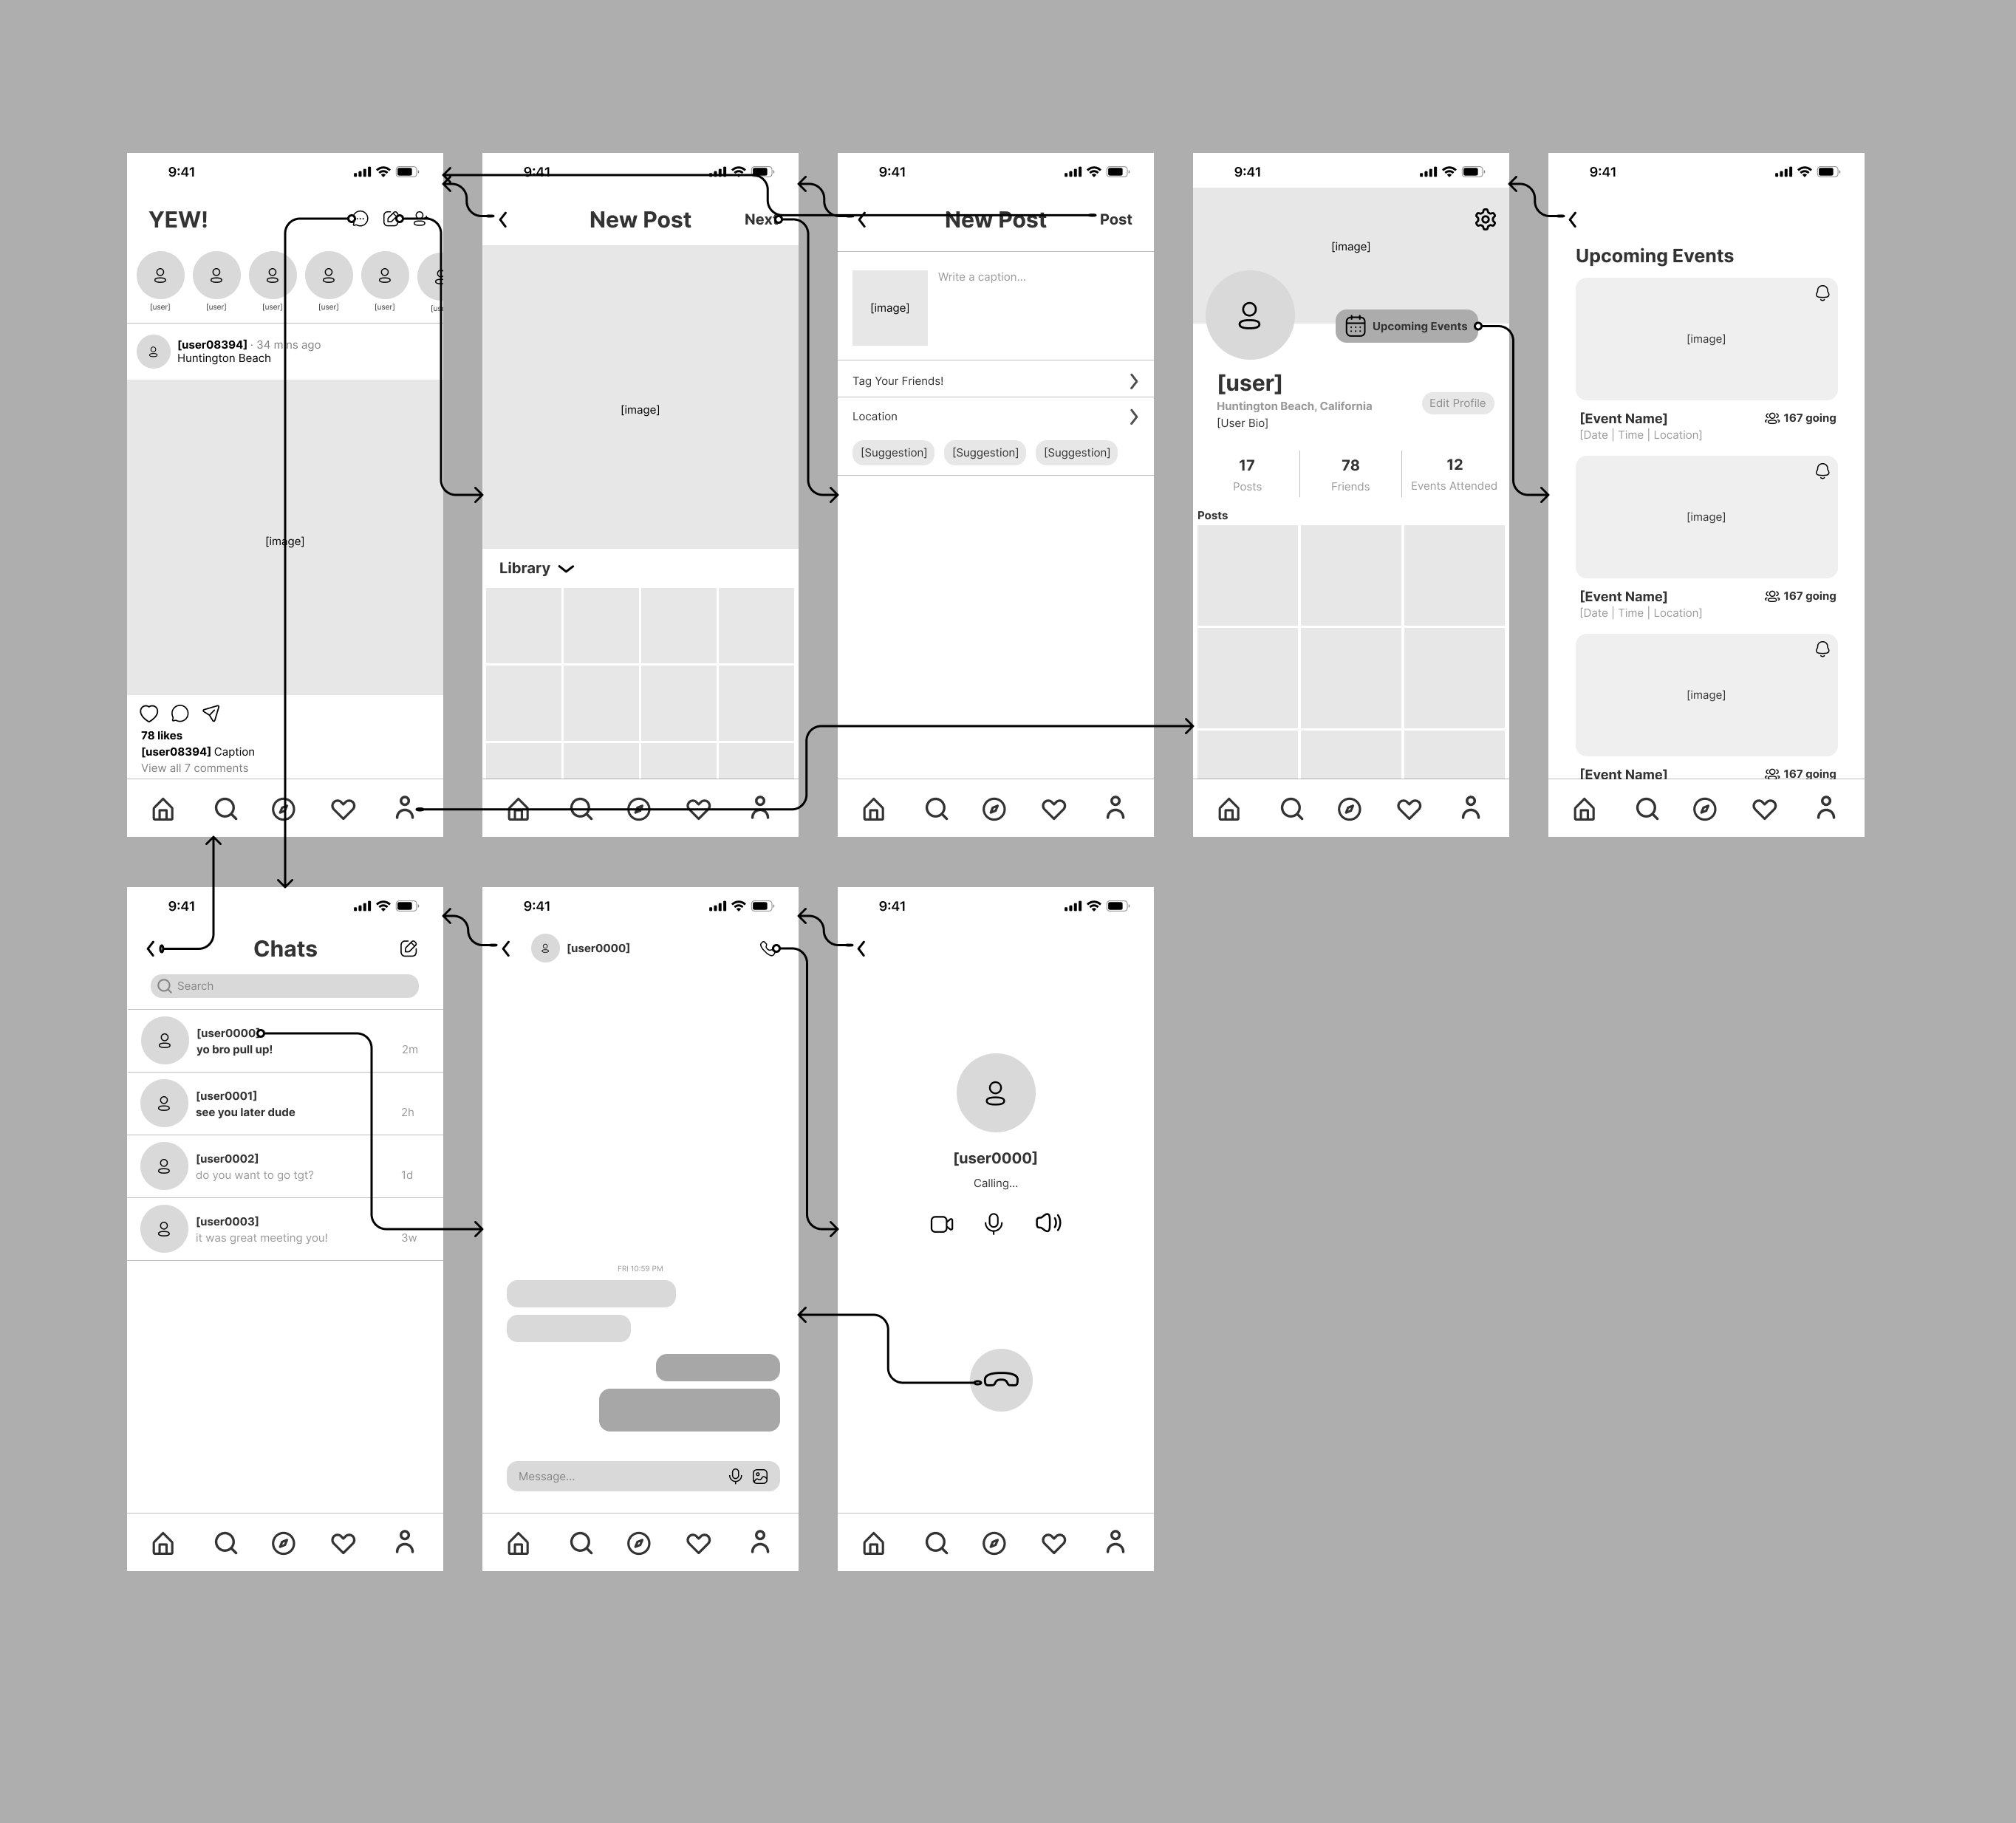 9:41
YEW!
[user]
[user]
[user]
[user]
[user]
[user08394] · 34 mins ago
Huntington Beach
[image]
78 likes
[user08394] Caption
View all 7 comments
9:41
New Post
Next
[image]
Library
9:41
New Post
Post
[image]
Write a caption...
Tag Your Friends!
Location
[Suggestion]
[Suggestion]
[Suggestion]
9:41
[image]
Upcoming Events
[user]
Huntington Beach, California
[User Bio]
Edit Profile
17
Posts
78
Friends
12
Events Attended
Posts
9:41
Upcoming Events
[image]
[Event Name]
167 going
[Date | Time | Location]
[image]
[Event Name]
167 going
[Date | Time | Location]
[image]
[Event Name]
167 going
9:41
Chats
Search
[user0000]
yo bro pull up!
2m
[user0001]
see you later dude
2h
[user0002]
do you want to go tgt?
1d
[user0003]
it was great meeting you!
3w
9:41
[user0000]
FRI 10:59 PM
Message...
9:41
[user0000]
Calling...